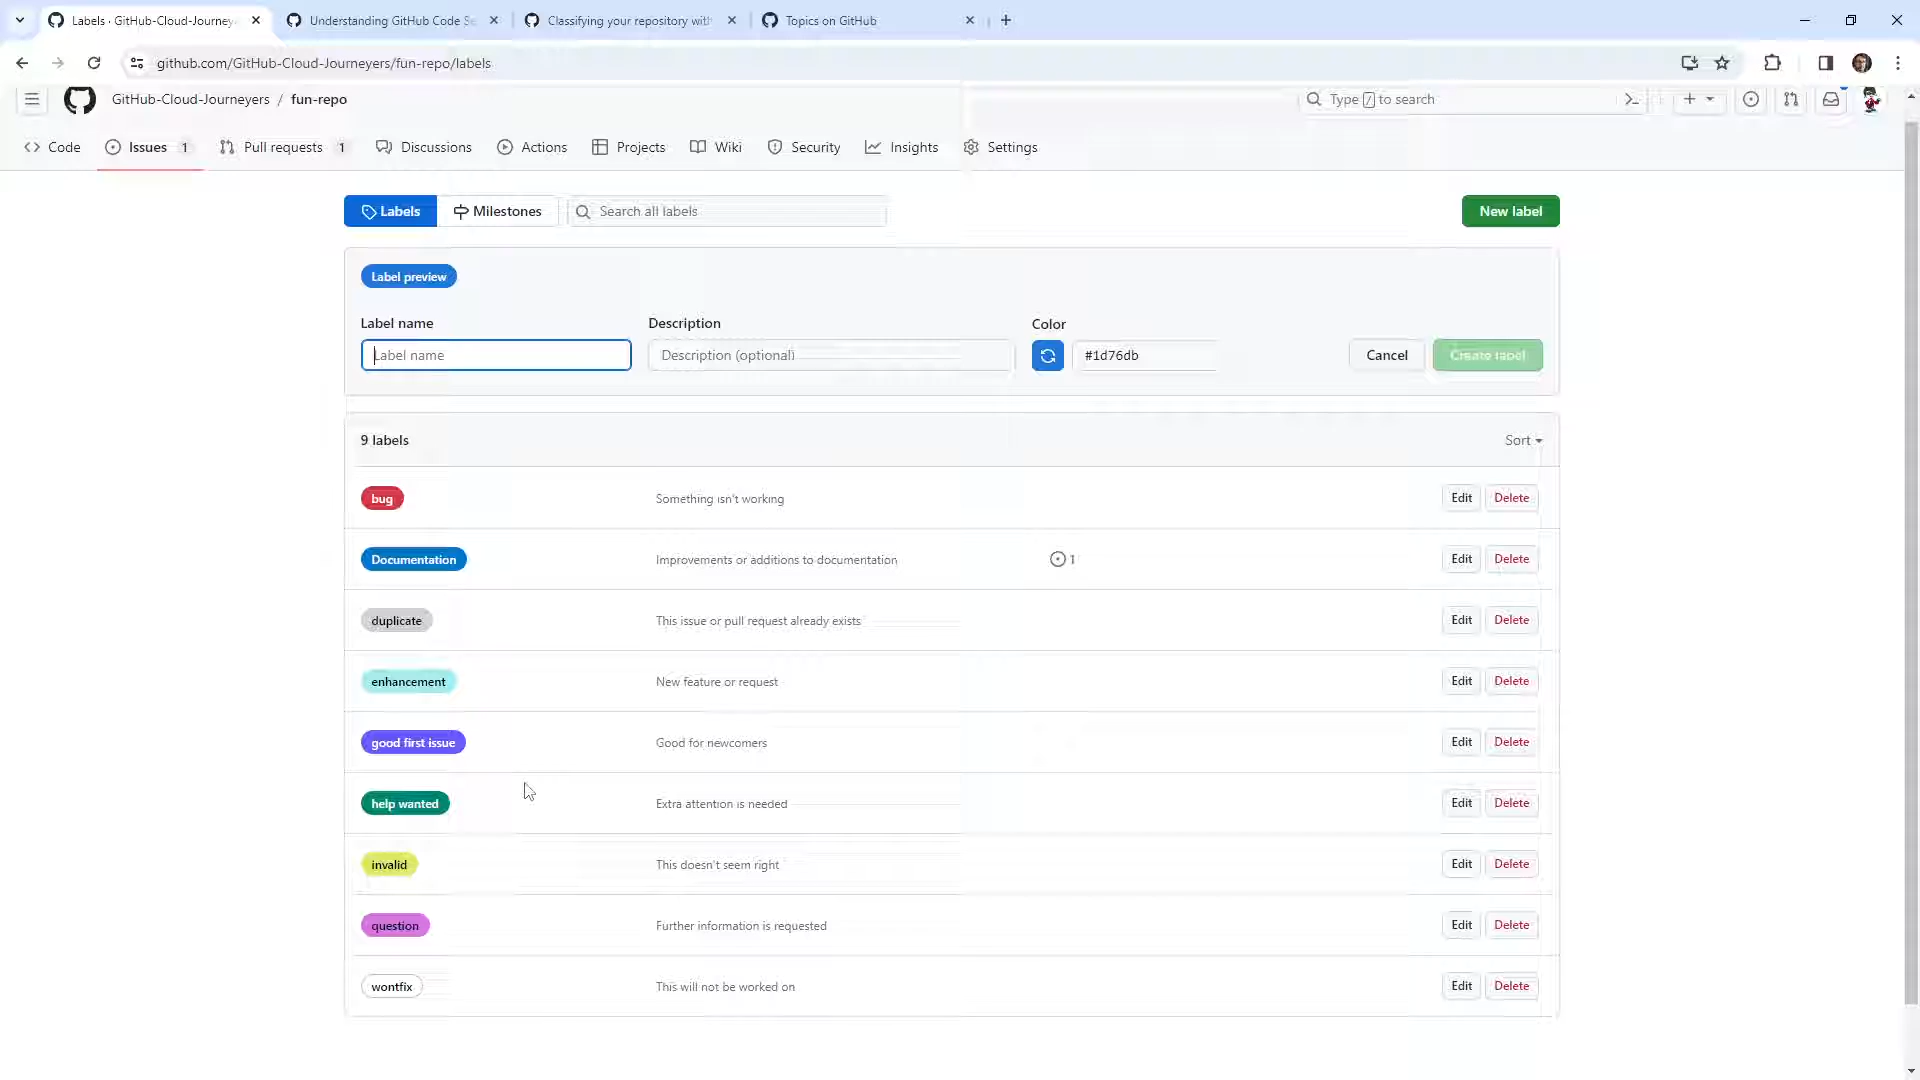 Labels · GitHub-Cloud-Journeye
Understanding GitHub Code Se
Classifying your repository with
Topics on GitHub
github.com/GitHub-Cloud-Journeyers/fun-repo/labels
GitHub-Cloud-Journeyers / fun-repo
Type / to search
Code
Issues 1
Pull requests 1
Discussions
Actions
Projects
Wiki
Security
Insights
Settings
Labels
Milestones
Search all labels
New label
Label preview
Label name
Description
Color
Label name
Description (optional)
#1d76db
Cancel
Create label
9 labels
Sort
bug Something isn't working Edit Delete
Documentation Improvements or additions to documentation 1 Edit Delete
duplicate This issue or pull request already exists Edit Delete
enhancement New feature or request Edit Delete
good first issue Good for newcomers Edit Delete
help wanted Extra attention is needed Edit Delete
invalid This doesn't seem right Edit Delete
question Further information is requested Edit Delete
wontfix This will not be worked on Edit Delete